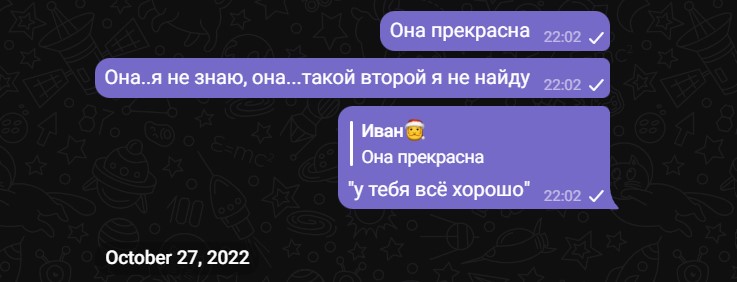 Она прекрасна 22:02
Она..я не знаю, она...такой второй я не найду 22:02
Иван🎅
Она прекрасна
"у тебя всё хорошо" 22:02
October 27, 2022